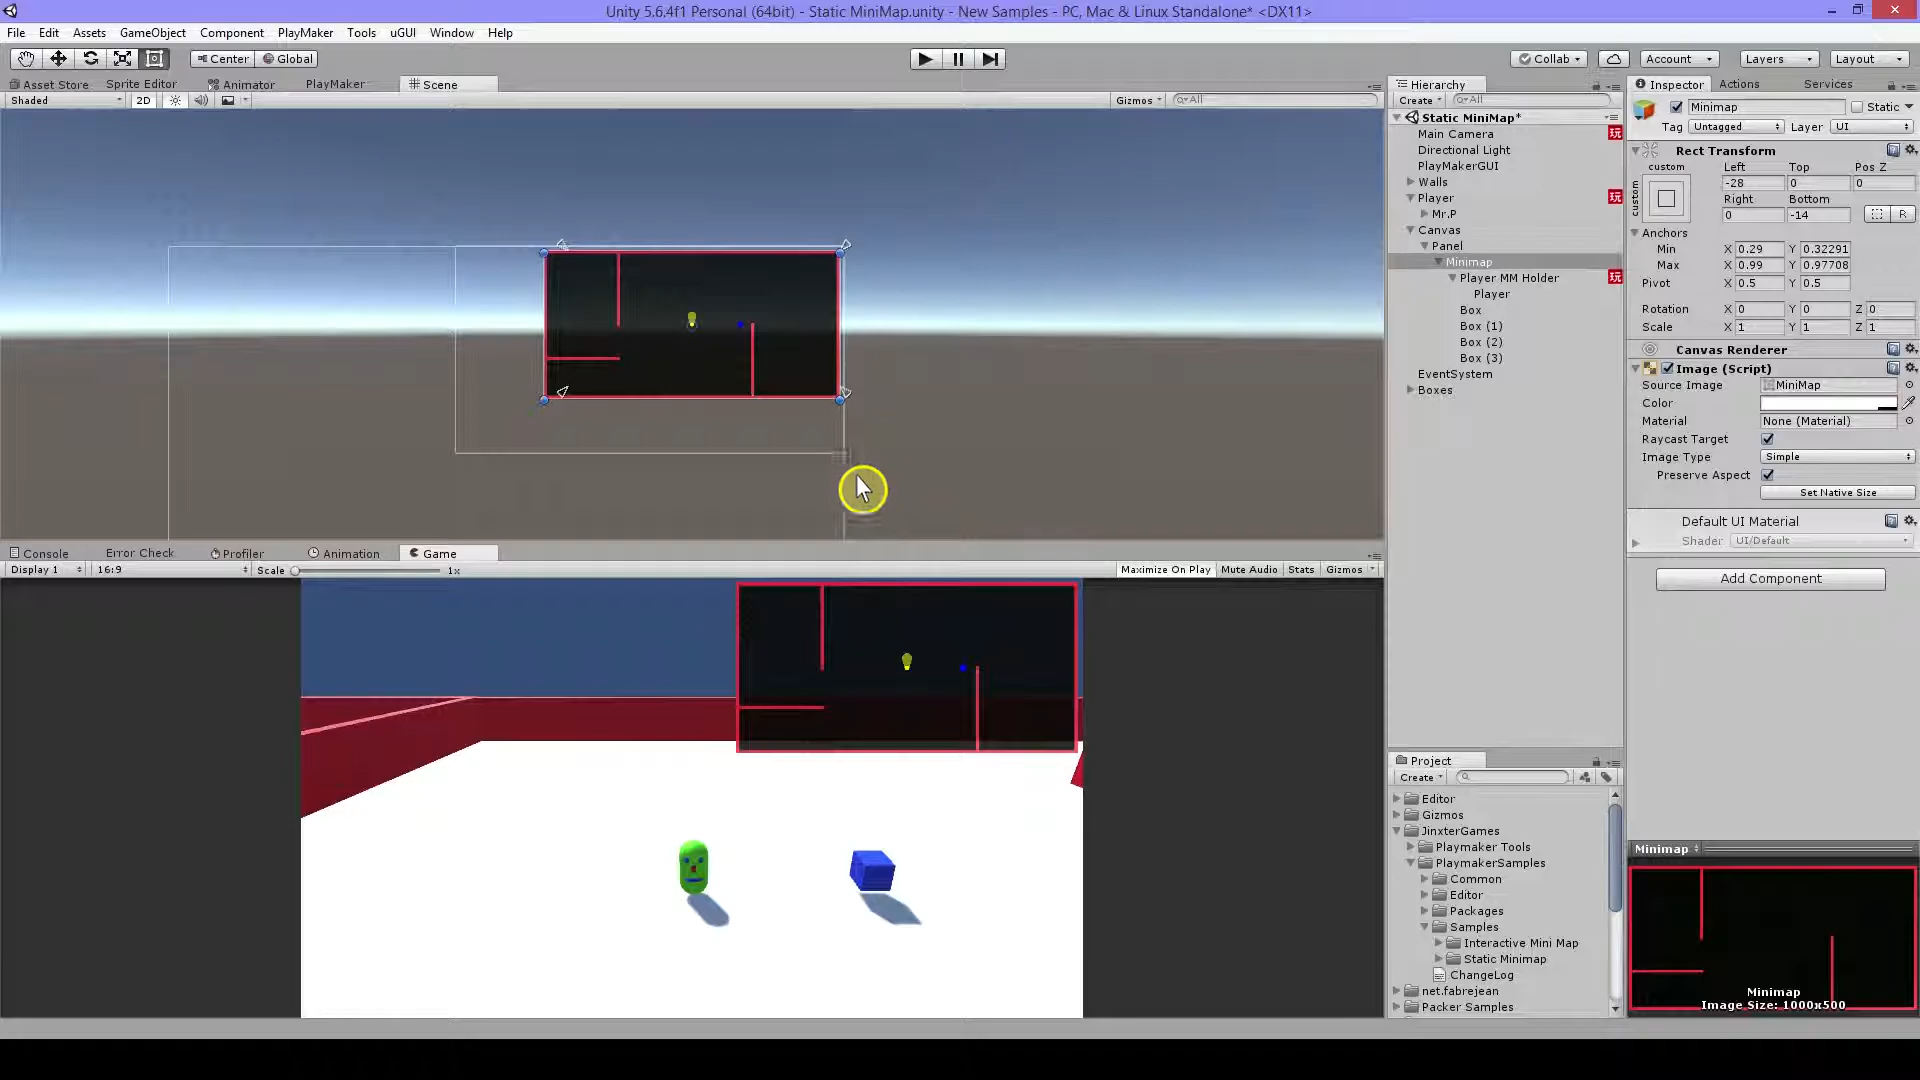 Unity 5.6.4f1 Personal (64bit) - Static MiniMap.unity - New Samples - PC, Mac & Linux Standalone* <DX11>
File Edit Assets GameObject Component PlayMaker Tools uGUI Window Help
Center Global Collab Account Layers Layout
Asset Store Sprite Editor Animator PlayMaker Scene
Shaded 2D Gizmos All
Console Error Check Profiler Animation Game
Display 1 16:9 Scale 1x Maximize On Play Mute Audio Stats Gizmos
Hierarchy
Create All
Static MiniMap*
Main Camera
Directional Light
PlayMakerGUI
Walls
Player
Mr.P
Canvas
Panel
Minimap
Player MM Holder
Player
Box
Box (1)
Box (2)
Box (3)
EventSystem
Boxes
玩
玩
玩
Project
Create
Editor
Gizmos
JinxterGames
Playmaker Tools
PlaymakerSamples
Common
Editor
Packages
Samples
Interactive Mini Map
Static Minimap
ChangeLog
net.fabrejean
Packer Samples
Inspector Actions Services
Minimap Static
Tag Untagged Layer UI
Rect Transform
custom Left Top Pos Z
custom
-28 0 0
Right Bottom
0 -14 R
Anchors
Min X 0.29 Y 0.32291
Max X 0.99 Y 0.97708
Pivot X 0.5 Y 0.5
Rotation X 0 Y 0 Z 0
Scale X 1 Y 1 Z 1
Canvas Renderer
Image (Script)
Source Image MiniMap
Color
Material None (Material)
Raycast Target
Image Type Simple
Preserve Aspect
Set Native Size
Default UI Material
Shader UI/Default
Add Component
Minimap
Minimap
Image Size: 1000x500